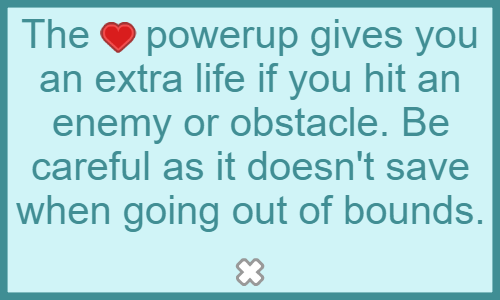 The ❤ powerup gives you
an extra life if you hit an
enemy or obstacle. Be
careful as it doesn't save
when going out of bounds.